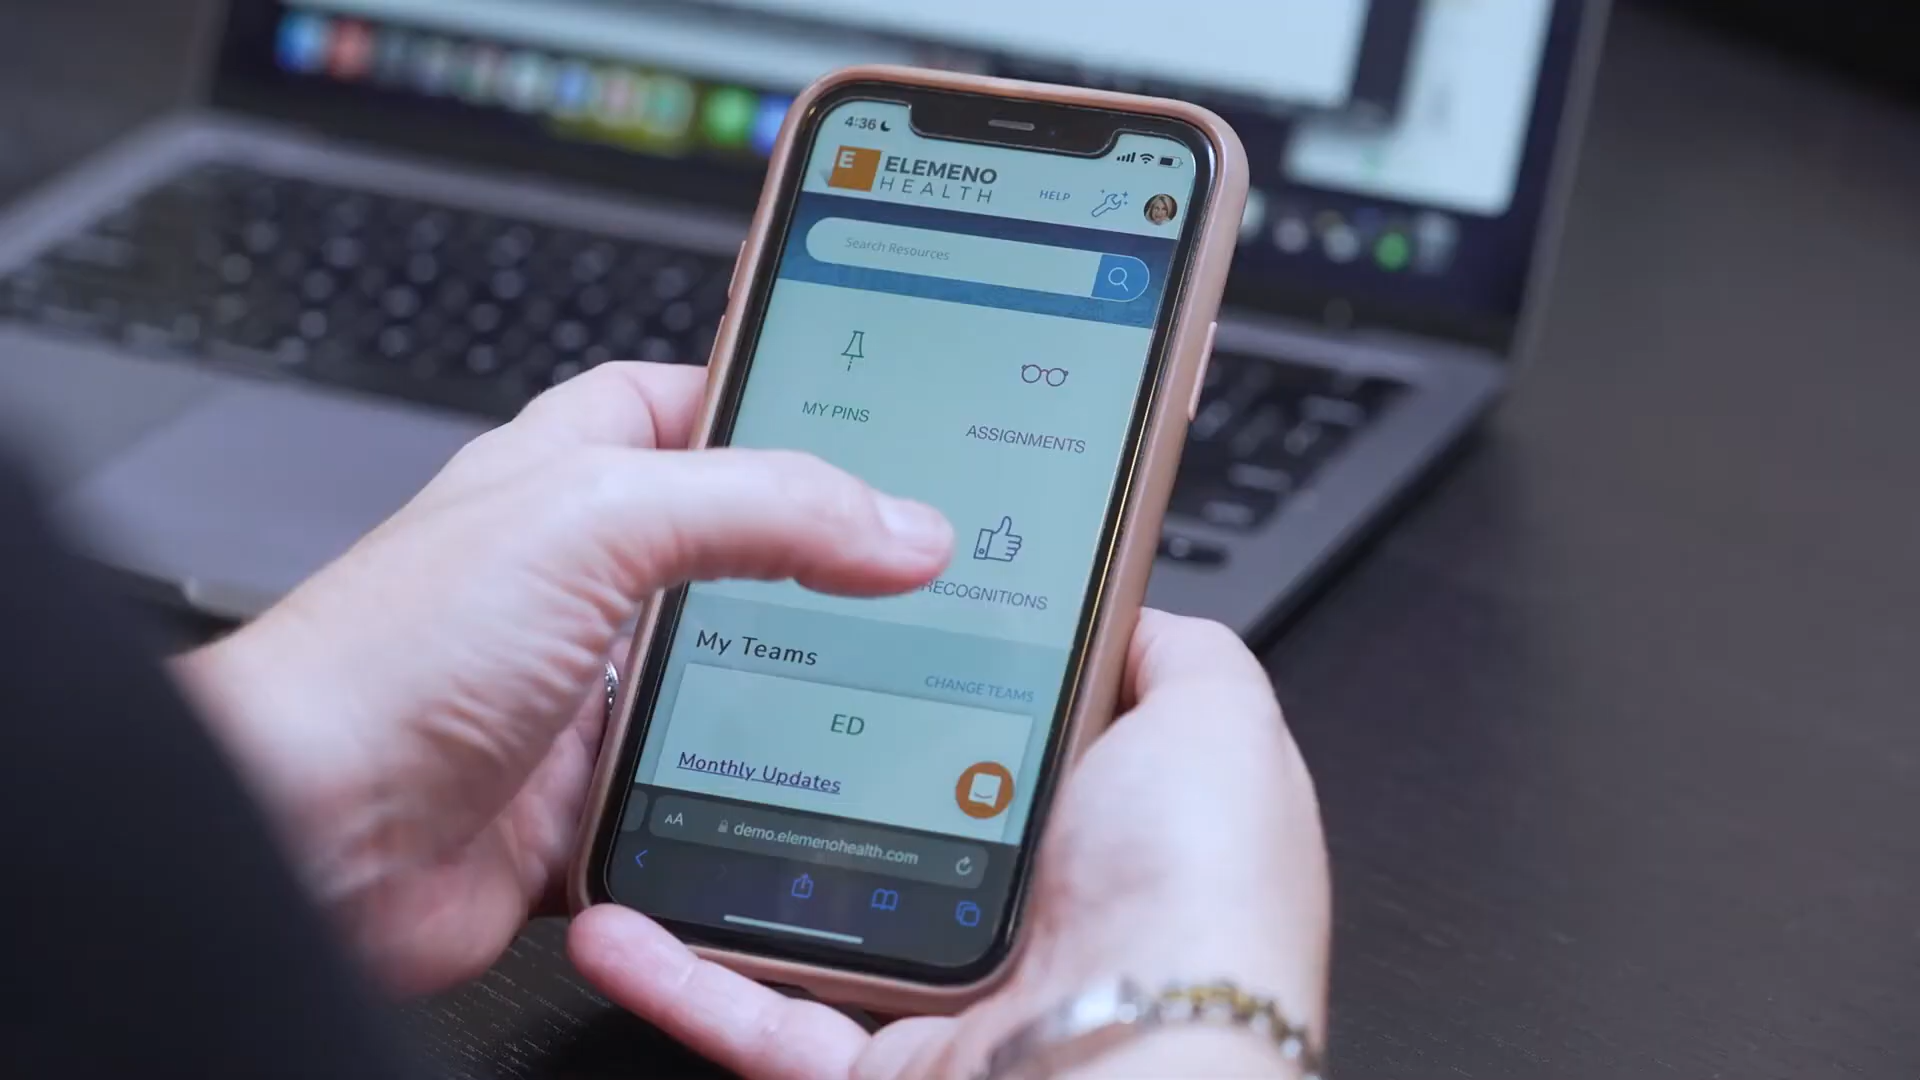 4:36
E
ELEMENO
HEALTH
HELP
Search Resources
MY PINS
ASSIGNMENTS
RECOGNITIONS
My Teams
CHANGE TEAMS
ED
Monthly Updates
AA
demo.elemenohealth.com